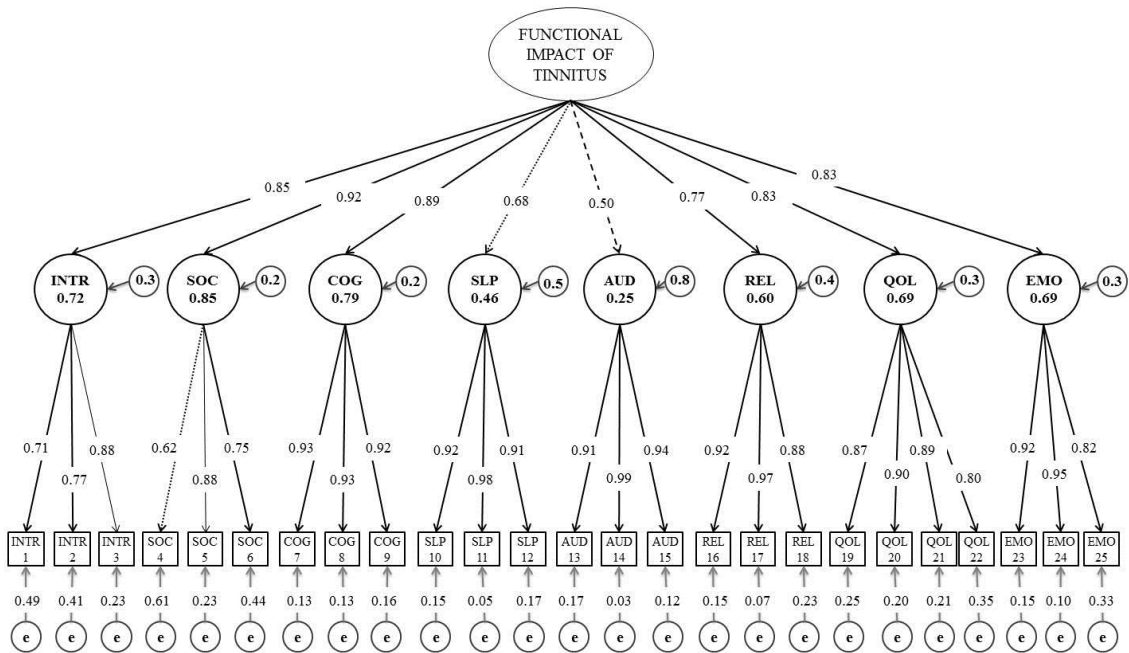 FUNCTIONAL
IMPACT OF
TINNITUS
0.85
0.92
0.89
0.68
0.50
0.77
0.83
0.83
INTR
0.72
0.3
SOC
0.85
0.2
COG
0.79
0.2
SLP
0.46
0.5
AUD
0.25
0.8
REL
0.60
0.4
QOL
0.69
0.3
EMO
0.69
0.3
0.71
0.77
0.88
0.62
0.88
0.75
0.93
0.93
0.92
0.92
0.98
0.91
0.91
0.99
0.94
0.92
0.97
0.88
0.87
0.90
0.89
0.80
0.92
0.95
0.82
INTR
1
INTR
2
INTR
3
SOC
4
SOC
5
SOC
6
COG
7
COG
8
COG
9
SLP
10
SLP
11
SLP
12
AUD
13
AUD
14
AUD
15
REL
16
REL
17
REL
18
QOL
19
QOL
20
QOL
21
QOL
22
EMO
23
EMO
24
EMO
25
0.49 0.41 0.23 0.61 0.23 0.44 0.13 0.13 0.16 0.15 0.05 0.17 0.17 0.03 0.12 0.15 0.07 0.23 0.25 0.20 0.21 0.35 0.15 0.10 0.33
e e e e e e e e e e e e e e e e e e e e e e e e e